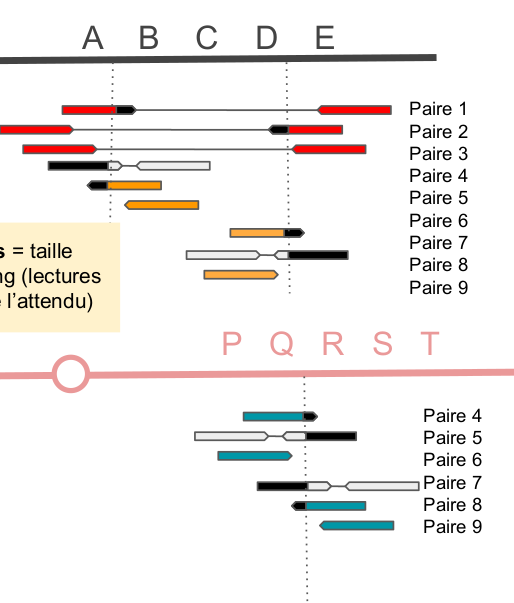 A B C D E
Paire 1
Paire 2
Paire 3
Paire 4
Paire 5
Paire 6
Paire 7
Paire 8
Paire 9
s = taille
ng (lectures
e l'attendu)
P Q R S T
Paire 4
Paire 5
Paire 6
Paire 7
Paire 8
Paire 9